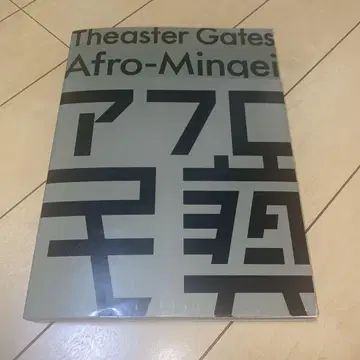 Theaster Gates
Afro-Mingei
アフロ
民藝